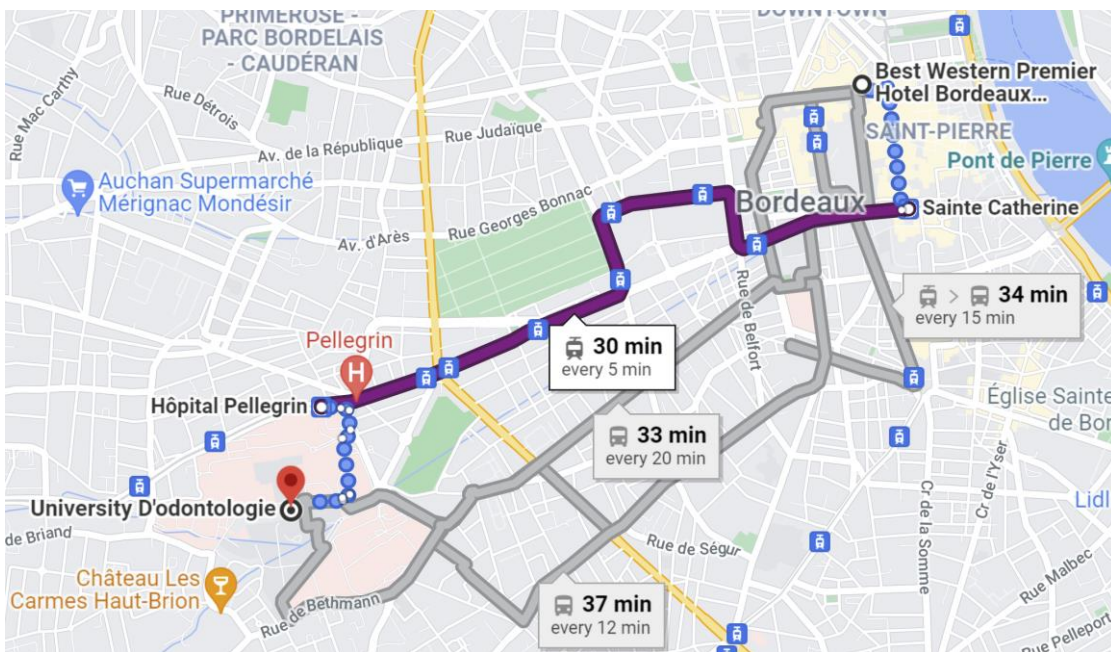 PRIMEROSE -
PARC BORDELAIS
- CAUDÉRAN
DOWNTOWN
Rue Mac Carthy
Rue Détrois
Rue Judaïque
Av. de la République
Best Western Premier
Hotel Bordeaux...
SAINT-PIERRE
Pont de Pierre
Auchan Supermarché
Mérignac Mondésir
Rue Georges Bonnac
Av. d'Arès
Bordeaux
Sainte Catherine
Rue de Belfort
34 min
every 15 min
Pellegrin
H
30 min
every 5 min
Hôpital Pellegrin
Église Sainte
de Bor
33 min
every 20 min
Cr de l'Yser
Cr de la Somme
Lidl
University D'odontologie
de Briand
Rue de Ségur
Château Les
Carmes Haut-Brion
Rue de Bethmann
37 min
every 12 min
Rue Malbec
Rue Pelleport